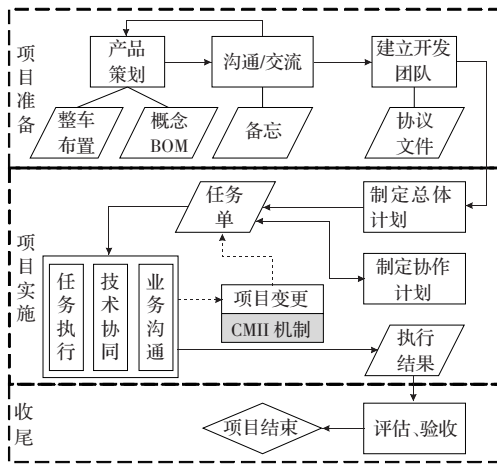 项目准备
产品
策划
沟通/交流
建立开发
团队
整车
布置
概念
BOM
备忘
协议
文件
项目实施
任务
单
制定总体
计划
制定协作
计划
任务执行
技术协同
业务沟通
项目变更
CMII 机制
执行
结果
收尾
项目结束
评估、验收